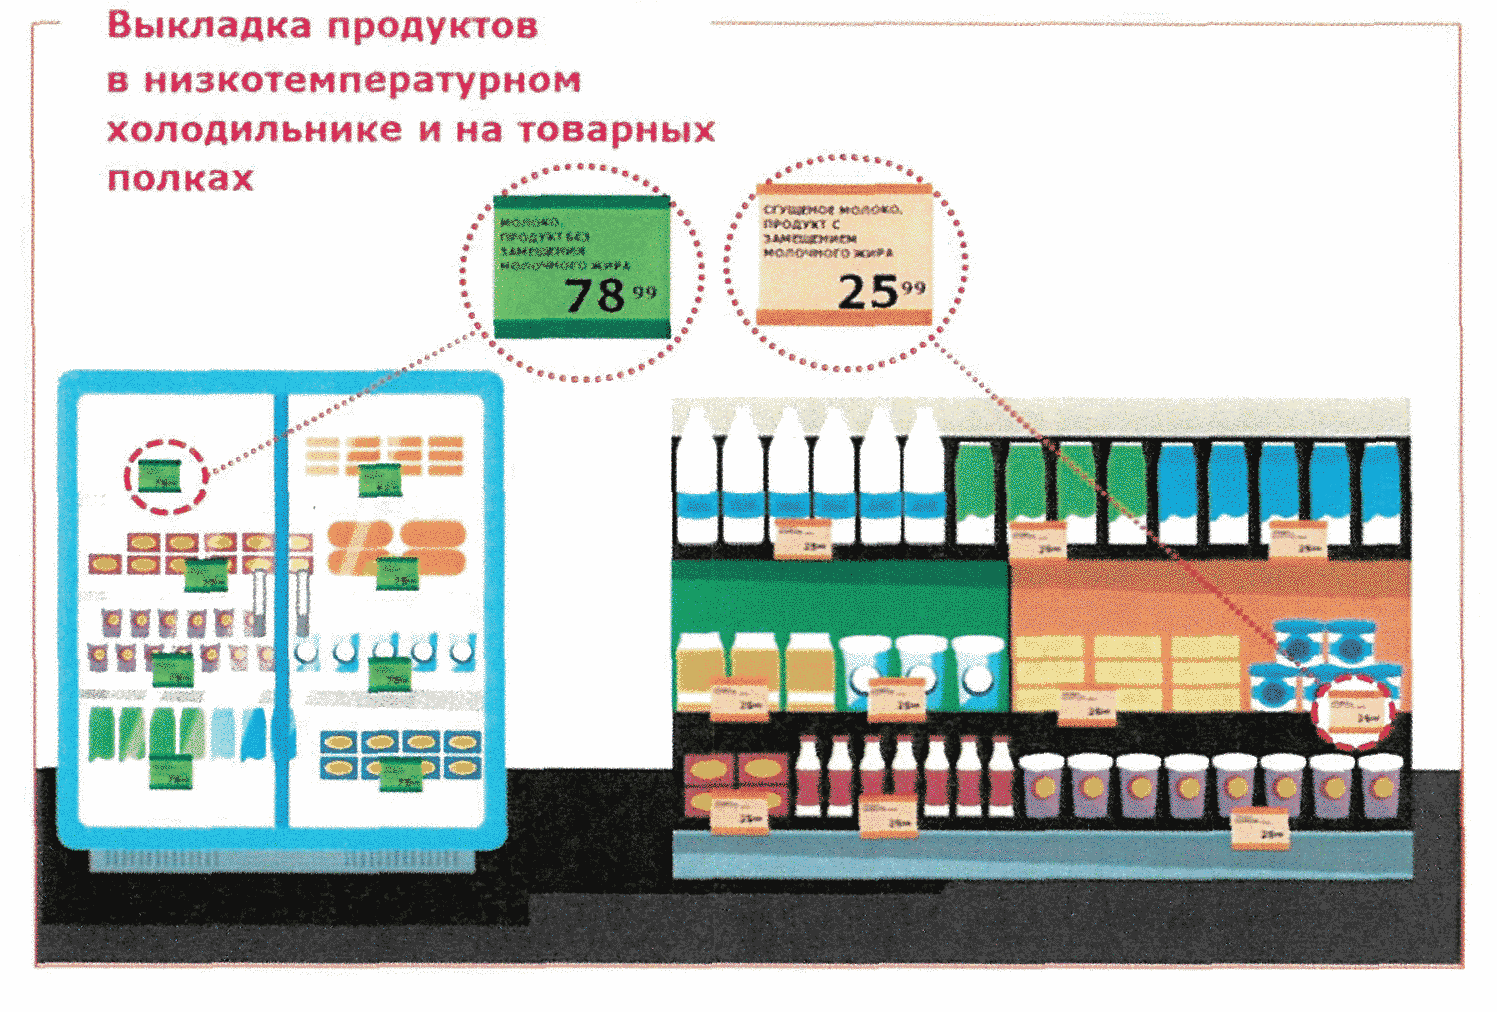 Выкладка продуктов
в низкотемпературном
холодильнике и на товарных
полках
МОЛОКО,
ПРОДУКТ БЕЗ
ЗАМЕЩЕНИЯ
МОЛОЧНОГО ЖИРА
78 99
СГУЩЕНОЕ МОЛОКО,
ПРОДУКТ С
ЗАМЕЩЕНИЕМ
МОЛОЧНОГО ЖИРА
25 99